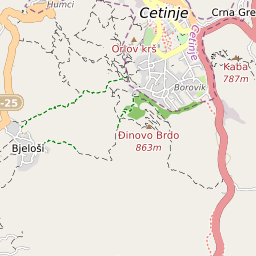 Humci
Cetinje
Crna Gre
Orlov krš
Cetinje
Kaba
787m
Borovik
-25
Đinovo Brdo
863m
Bjeloši